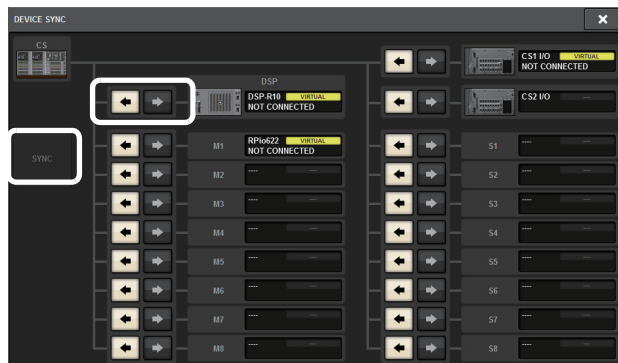 DEVICE SYNC
CS
CS1 I/O VIRTUAL
NOT CONNECTED
DSP
DSP-R10 VIRTUAL
NOT CONNECTED
CS2 I/O ---
SYNC
M1 RPio622 VIRTUAL
NOT CONNECTED
S1 ---- ---
M2 ---- ---
S2 ---- ---
M3 ---- ---
S3 ---- ---
M4 ---- ---
S4 ---- ---
M5 ---- ---
S5 ---- ---
M6 ---- ---
S6 ---- ---
M7 ---- ---
S7 ---- ---
M8 ---- ---
S8 ---- ---